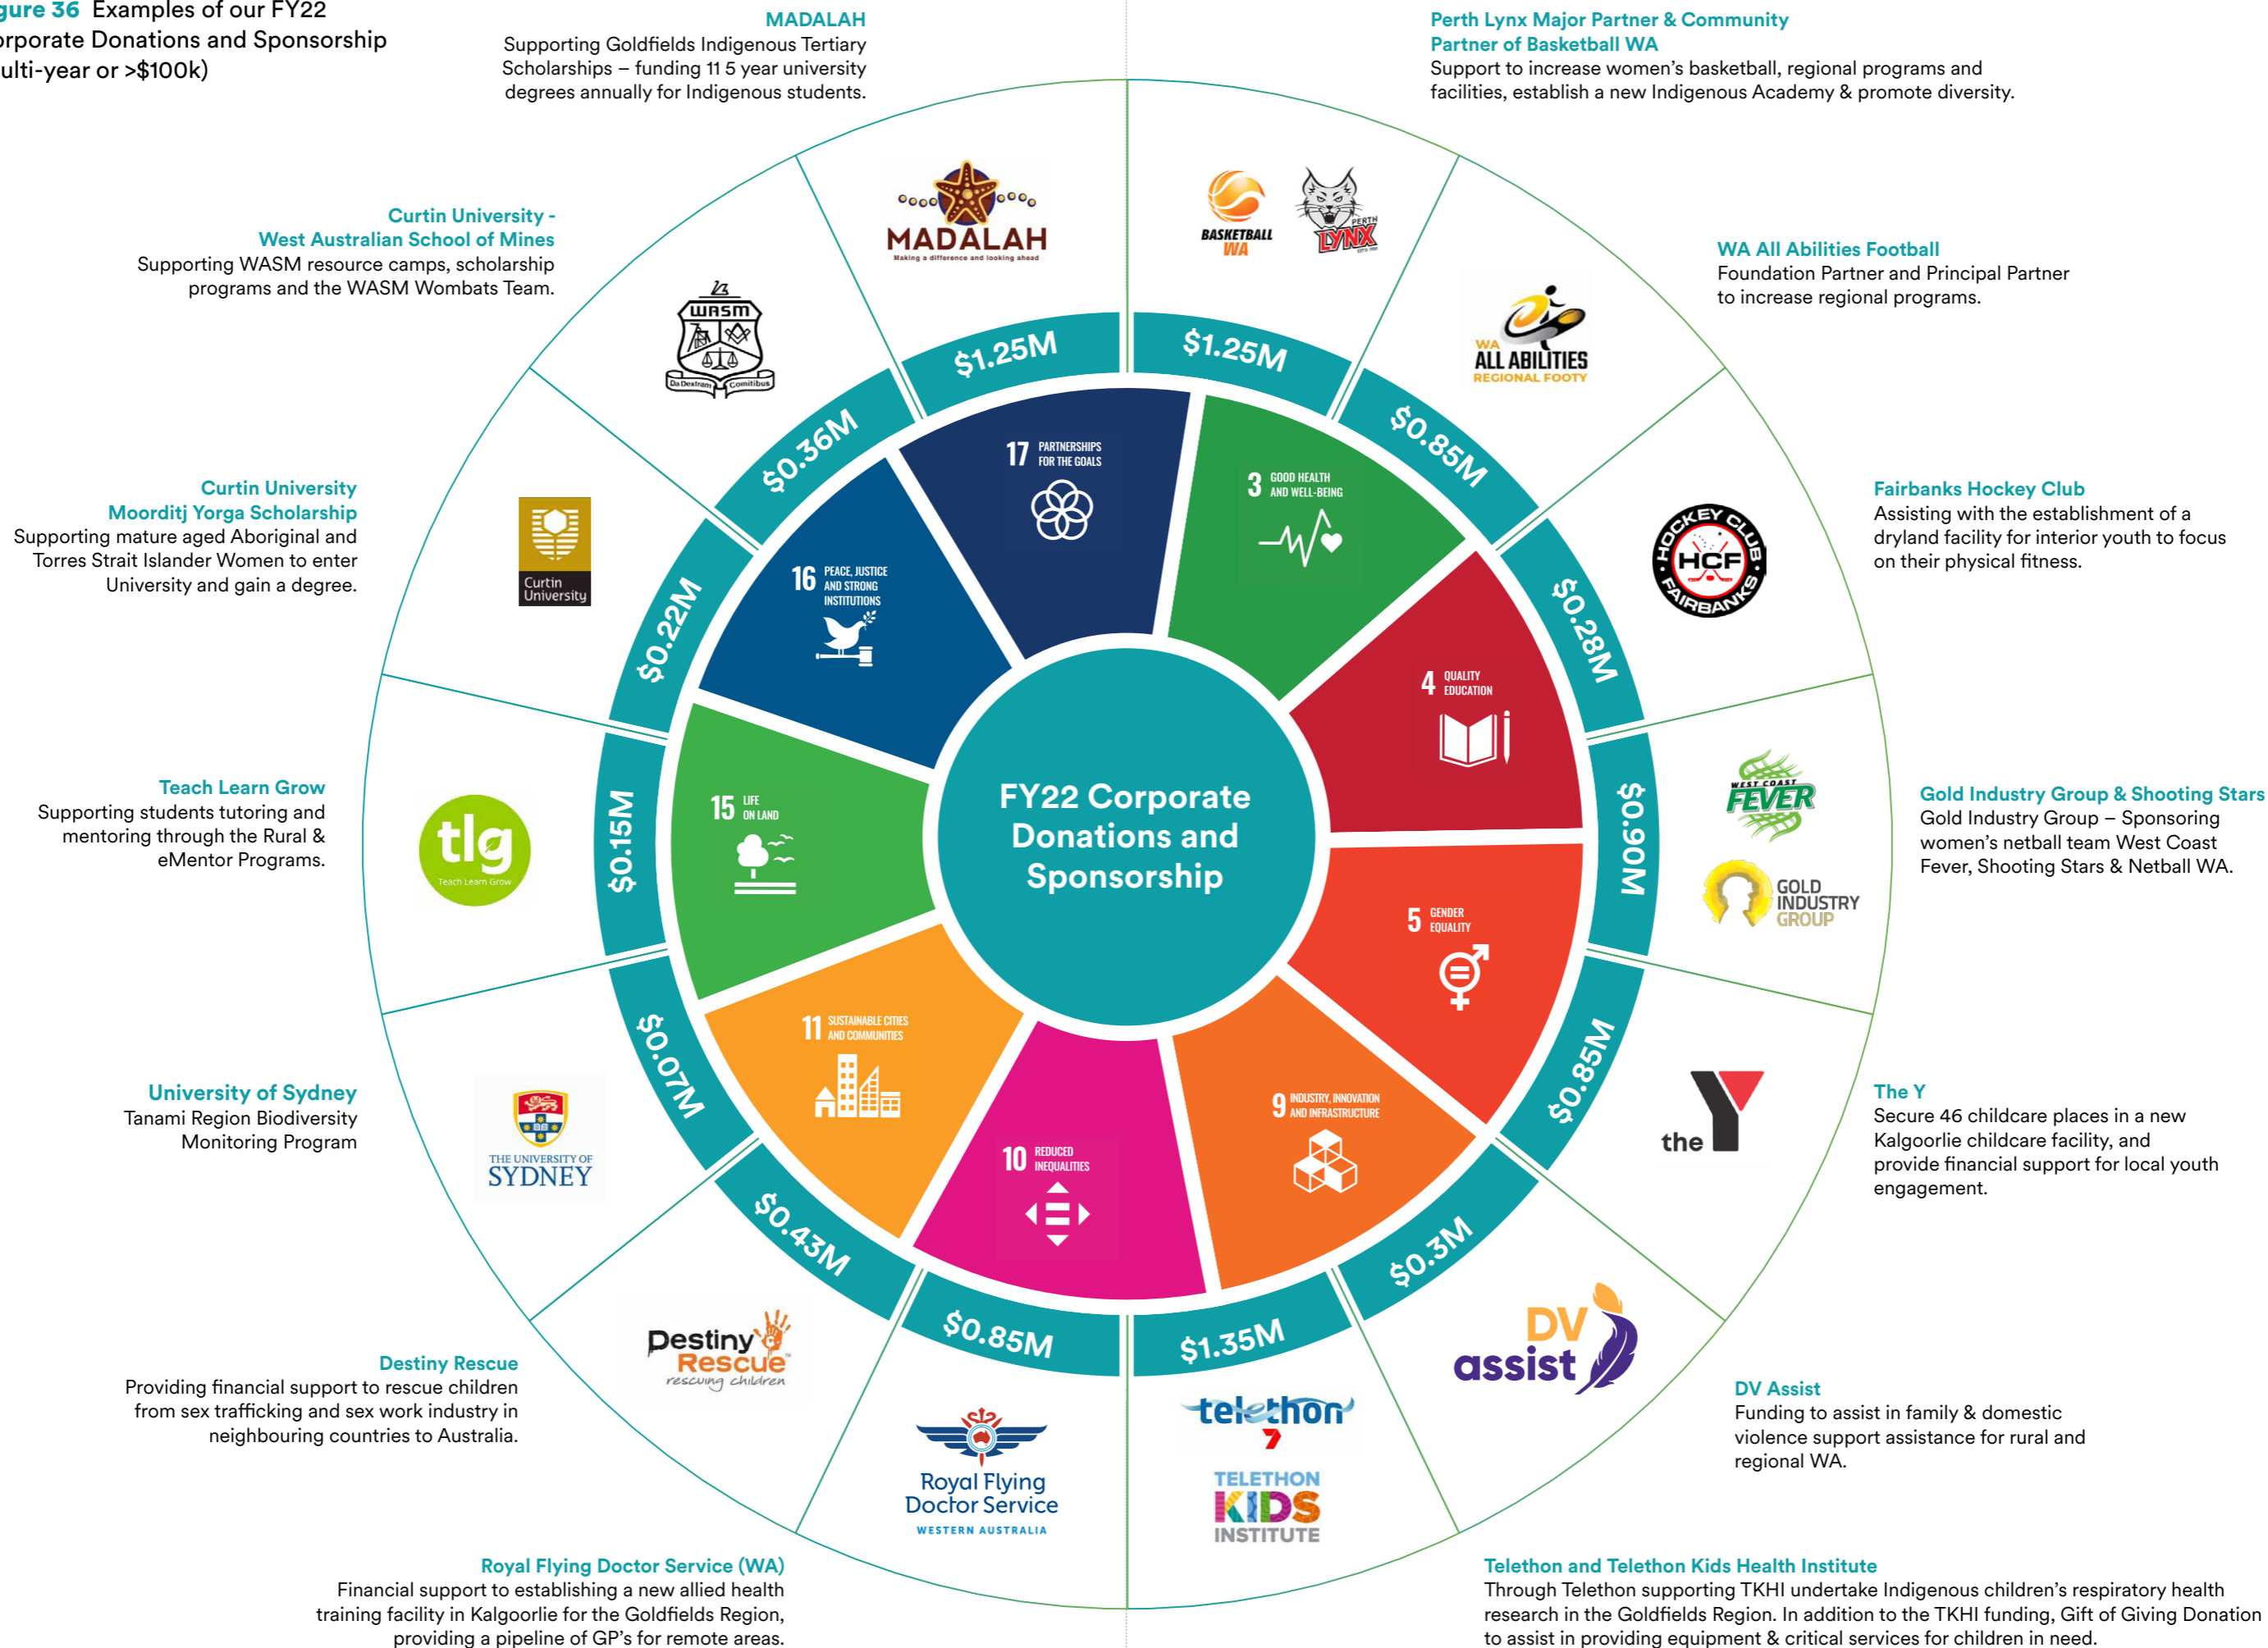 gure 36 Examples of our FY22
orporate Donations and Sponsorship
ulti-year or >$100k)
MADALAH
Supporting Goldfields Indigenous Tertiary
Scholarships – funding 11 5 year university
degrees annually for Indigenous students.
Perth Lynx Major Partner & Community
Partner of Basketball WA
Support to increase women's basketball, regional programs and
facilities, establish a new Indigenous Academy & promote diversity.
MADALAH
Making a difference and looking ahead
BASKETBALL
WA
PERTH
LYNX
Curtin University -
West Australian School of Mines
Supporting WASM resource camps, scholarship
programs and the WASM Wombats Team.
WASM
Da Dextram Comitibus
WA All Abilities Football
Foundation Partner and Principal Partner
to increase regional programs.
WA
ALL ABILITIES
REGIONAL FOOTY
$1.25M
$1.25M
$0.36M
$0.85M
Curtin University
Moorditj Yorga Scholarship
Supporting mature aged Aboriginal and
Torres Strait Islander Women to enter
University and gain a degree.
Curtin
University
$0.22M
17 PARTNERSHIPS
FOR THE GOALS
3 GOOD HEALTH
AND WELL-BEING
16 PEACE, JUSTICE
AND STRONG
INSTITUTIONS
4 QUALITY
EDUCATION
$0.28M
HOCKEY CLUB
HCF
FAIRBANKS
Fairbanks Hockey Club
Assisting with the establishment of a
dryland facility for interior youth to focus
on their physical fitness.
Teach Learn Grow
Supporting students tutoring and
mentoring through the Rural &
eMentor Programs.
tlg
Teach Learn Grow
$0.15M
15 LIFE
ON LAND
FY22 Corporate
Donations and
Sponsorship
5 GENDER
EQUALITY
$0.90M
WEST COAST
FEVER
GOLD
INDUSTRY
GROUP
Gold Industry Group & Shooting Stars
Gold Industry Group – Sponsoring
women's netball team West Coast
Fever, Shooting Stars & Netball WA.
University of Sydney
Tanami Region Biodiversity
Monitoring Program
THE UNIVERSITY OF
SYDNEY
$0.07M
11 SUSTAINABLE CITIES
AND COMMUNITIES
10 REDUCED
INEQUALITIES
9 INDUSTRY, INNOVATION
AND INFRASTRUCTURE
$0.85M
the Y
The Y
Secure 46 childcare places in a new
Kalgoorlie childcare facility, and
provide financial support for local youth
engagement.
$0.43M
$0.85M
$1.35M
$0.3M
Destiny Rescue
Providing financial support to rescue children
from sex trafficking and sex work industry in
neighbouring countries to Australia.
Destiny
Rescue™
rescuing children
DV
assist
DV Assist
Funding to assist in family & domestic
violence support assistance for rural and
regional WA.
Royal Flying
Doctor Service
WESTERN AUSTRALIA
telethon
7
TELETHON
KIDS
INSTITUTE
Royal Flying Doctor Service (WA)
Financial support to establishing a new allied health
training facility in Kalgoorlie for the Goldfields Region,
providing a pipeline of GP's for remote areas.
Telethon and Telethon Kids Health Institute
Through Telethon supporting TKHI undertake Indigenous children's respiratory health
research in the Goldfields Region. In addition to the TKHI funding, Gift of Giving Donation
to assist in providing equipment & critical services for children in need.